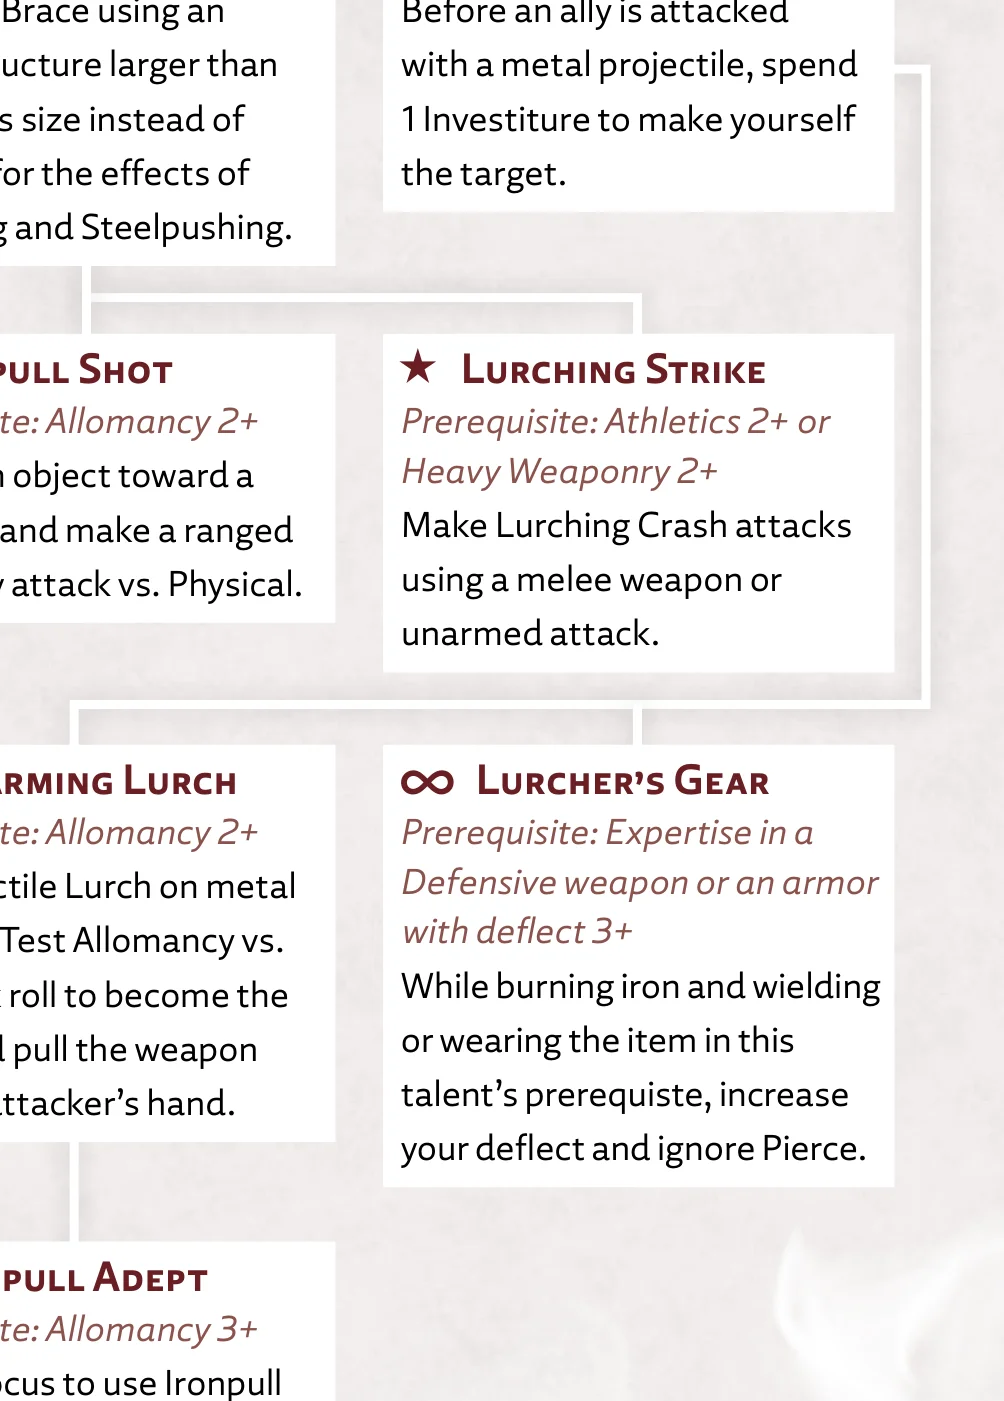 Brace using an
ucture larger than
s size instead of
for the effects of
g and Steelpushing.
Before an ally is attacked
with a metal projectile, spend
1 Investiture to make yourself
the target.
pull Shot
te: Allomancy 2+
n object toward a
and make a ranged
y attack vs. Physical.
★ Lurching Strike
Prerequisite: Athletics 2+ or
Heavy Weaponry 2+
Make Lurching Crash attacks
using a melee weapon or
unarmed attack.
arming Lurch
te: Allomancy 2+
ctile Lurch on metal
Test Allomancy vs.
k roll to become the
d pull the weapon
attacker's hand.
∞ Lurcher's Gear
Prerequisite: Expertise in a
Defensive weapon or an armor
with deflect 3+
While burning iron and wielding
or wearing the item in this
talent's prerequiste, increase
your deflect and ignore Pierce.
pull Adept
te: Allomancy 3+
ocus to use Ironpull